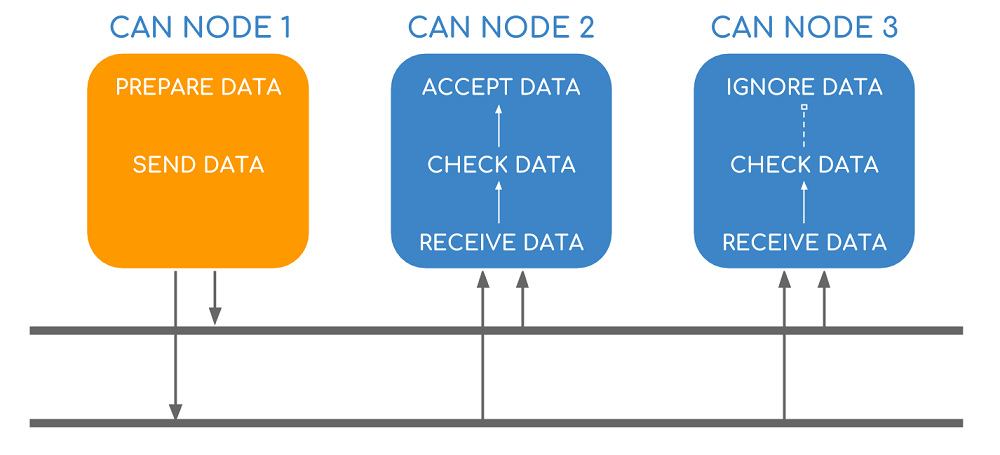 CAN NODE 1
PREPARE DATA
SEND DATA
CAN NODE 2
ACCEPT DATA
CHECK DATA
RECEIVE DATA
CAN NODE 3
IGNORE DATA
CHECK DATA
RECEIVE DATA